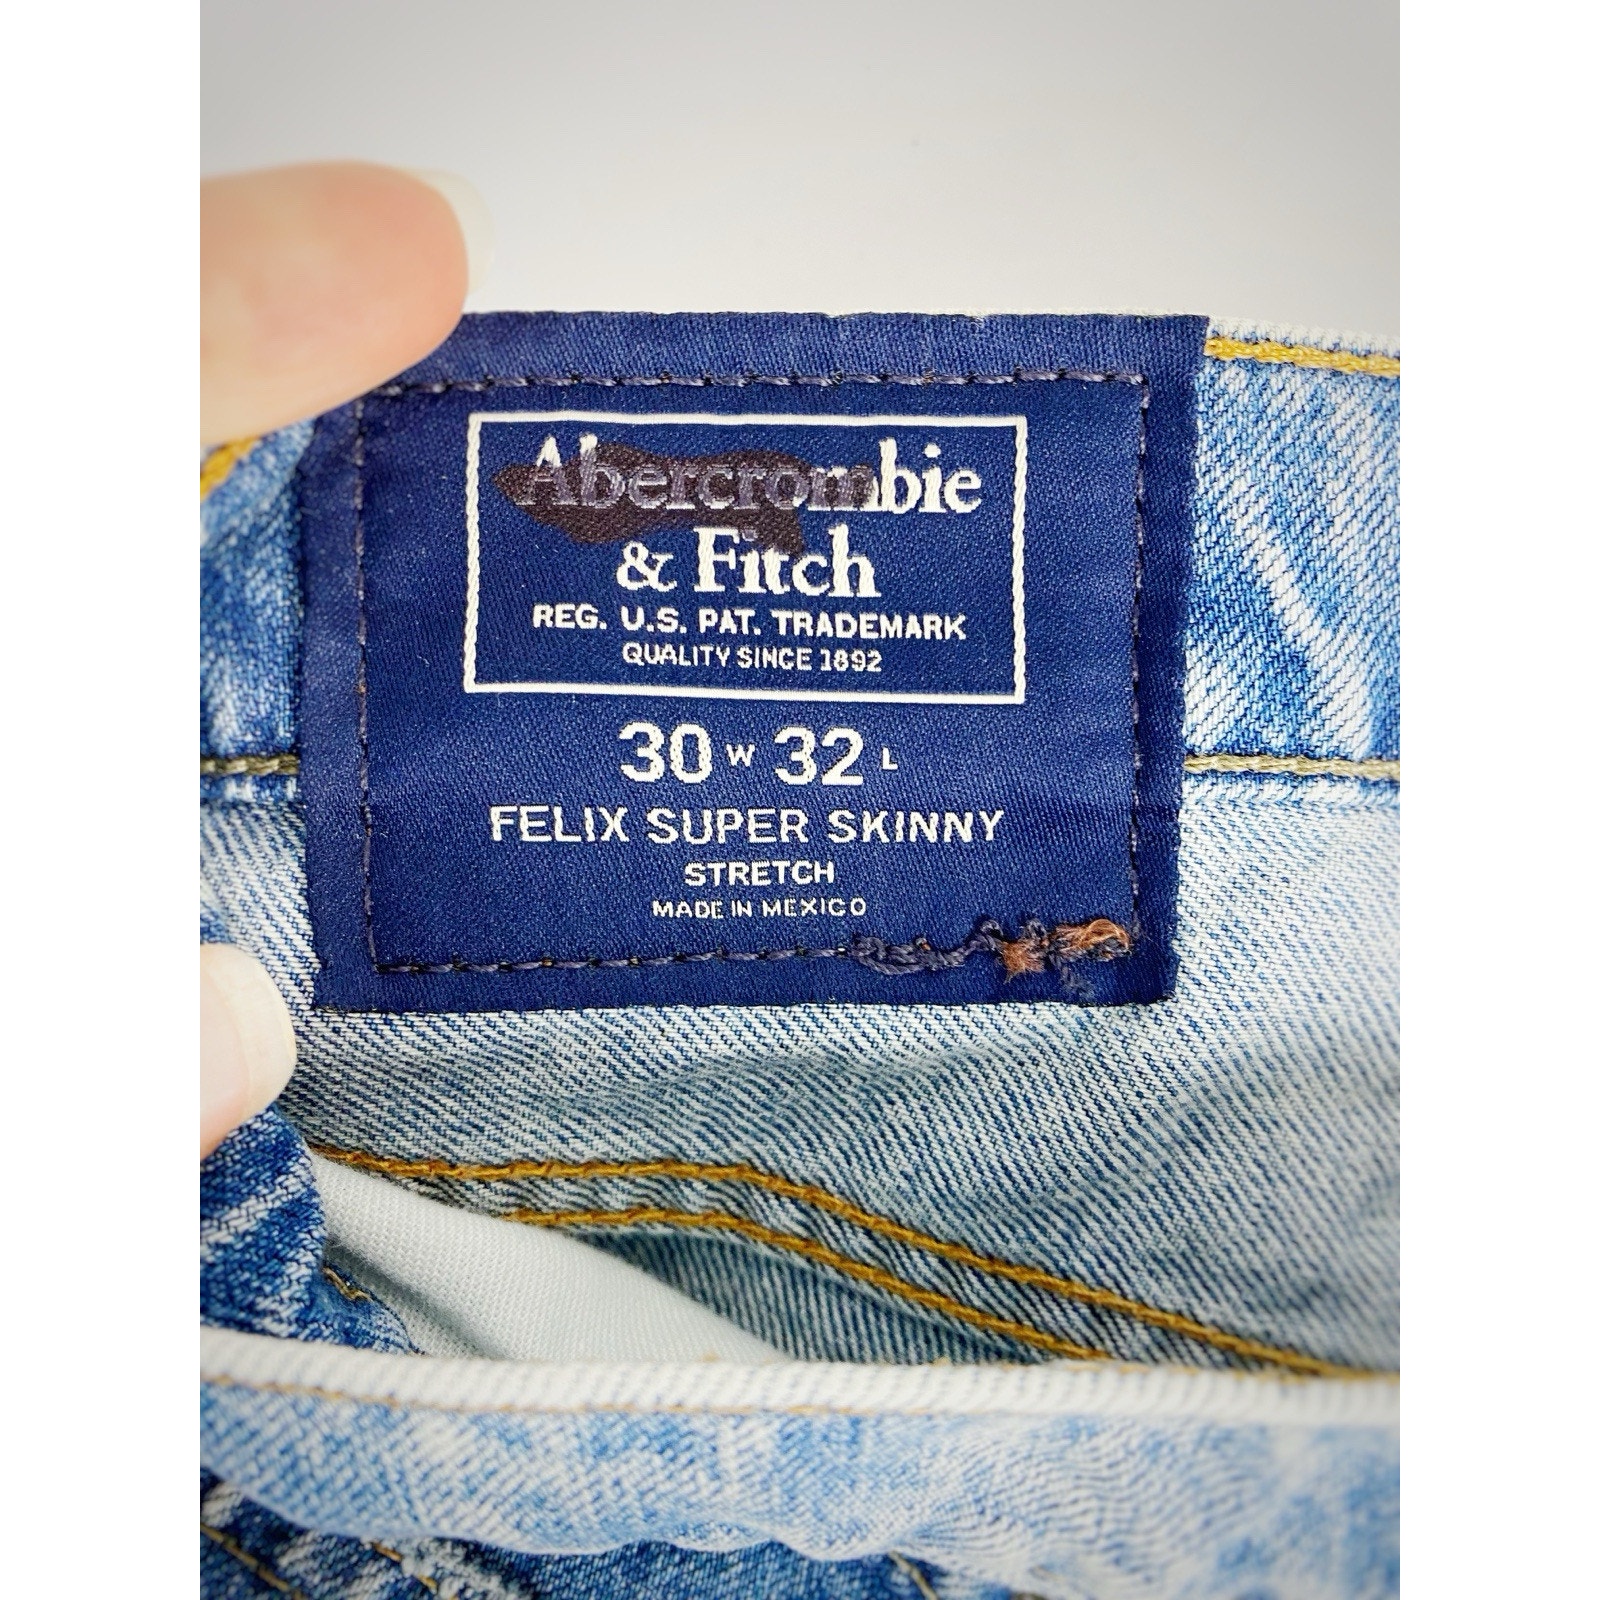 Abercrombie
& Fitch
REG. U.S. PAT. TRADEMARK
QUALITY SINCE 1892
30 W 32 L
FELIX SUPER SKINNY
STRETCH
MADE IN MEXICO